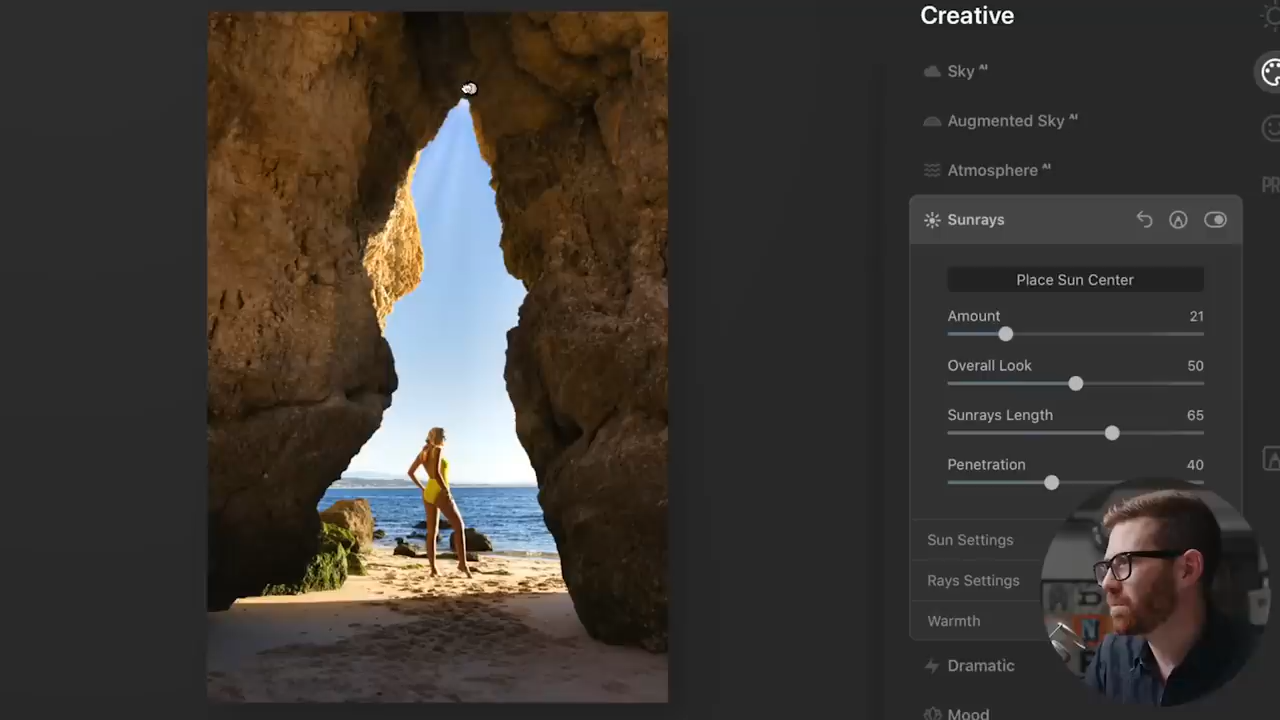 Creative
Sky AI
Augmented Sky AI
Atmosphere AI
PR
Sunrays
Place Sun Center
Amount 21
Overall Look 50
Sunrays Length 65
Penetration 40
Sun Settings
Rays Settings
Warmth
Dramatic
Mood